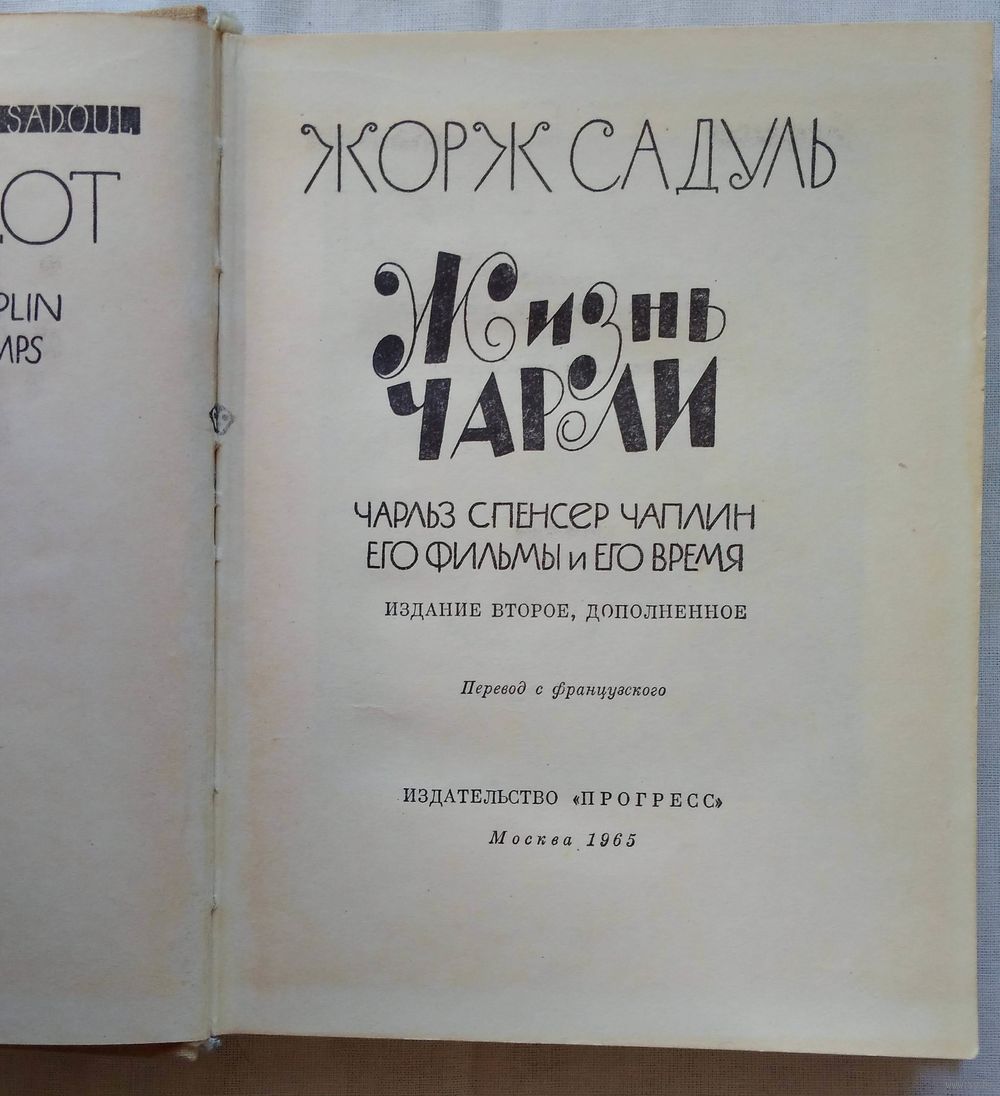 SADOUL
OT
PLIN
MPS
ЖОРЖ САДУЛЬ
Жизнь
ЧАРЛИ
ЧАРЛЬЗ СПЕНСЕР ЧАПЛИН
ЕГО ФИЛЬМЫ и ЕГО ВРЕМЯ
ИЗДАНИЕ ВТОРОЕ, ДОПОЛНЕННОЕ
Перевод с французского
ИЗДАТЕЛЬСТВО «ПРОГРЕСС»
Москва 1965